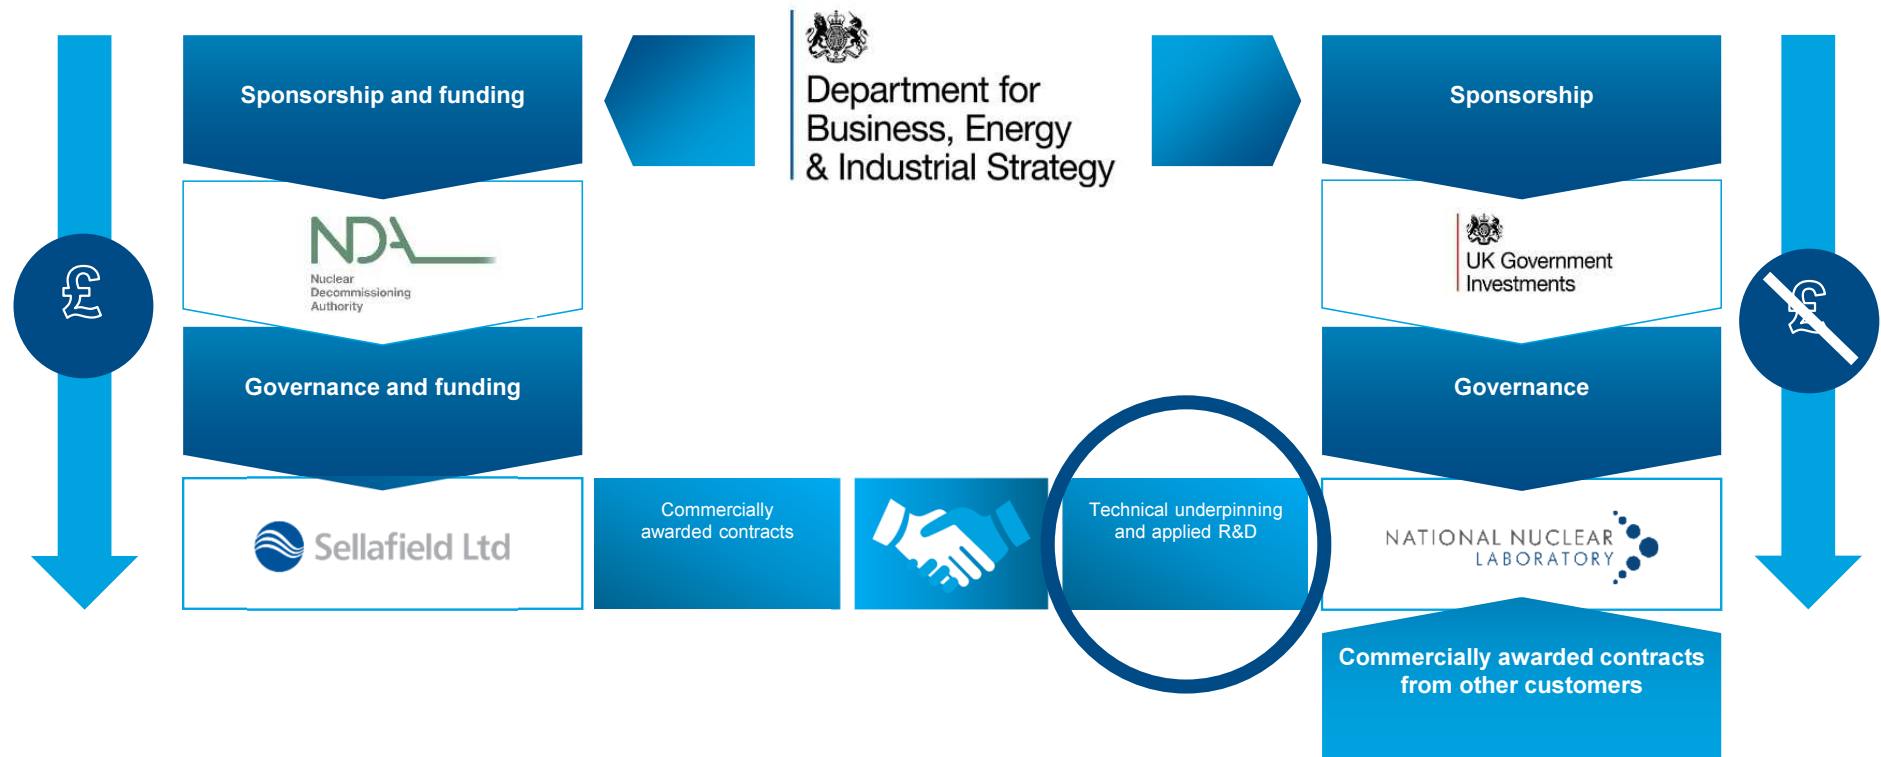 Department for
Business, Energy
& Industrial Strategy
Sponsorship and funding
NDA
Nuclear
Decommissioning
Authority
£
Governance and funding
Sellafield Ltd
Commercially
awarded contracts
Technical underpinning
and applied R&D
Sponsorship
UK Government
Investments
£
Governance
NATIONAL NUCLEAR
LABORATORY
Commercially awarded contracts
from other customers